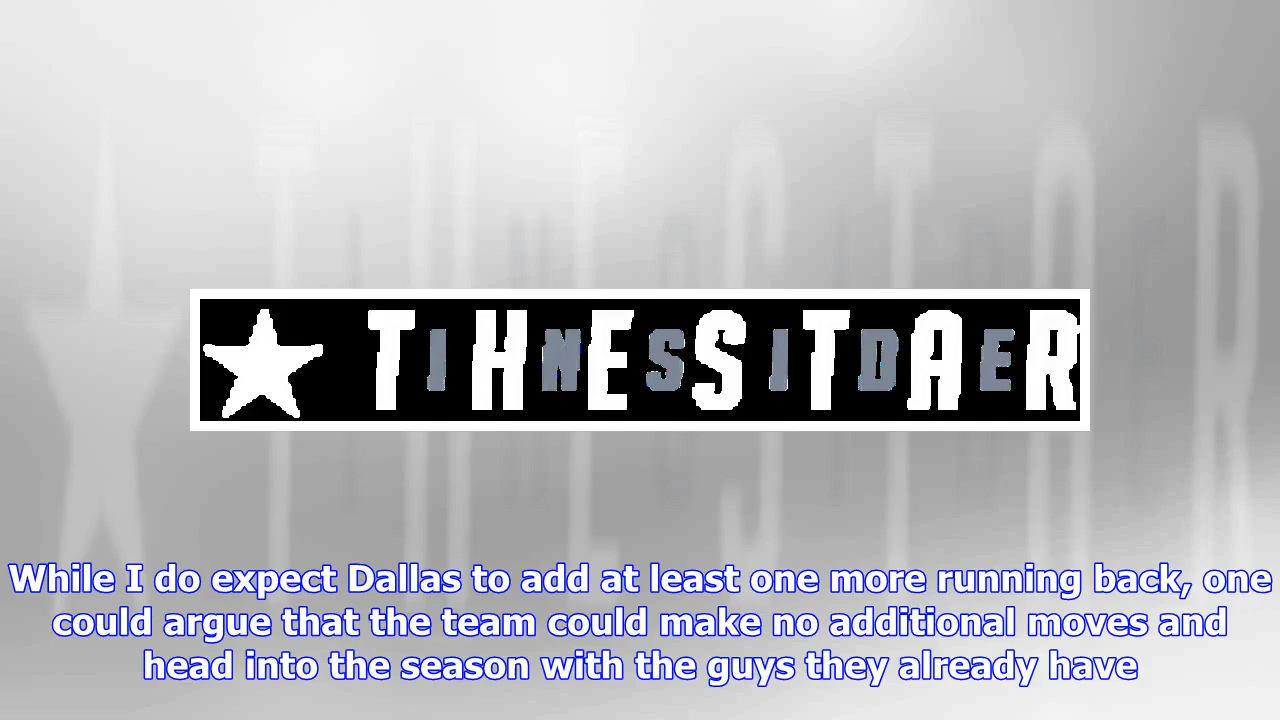 TIHNESSITDAER
While I do expect Dallas to add at least one more running back, one
could argue that the team could make no additional moves and
head into the season with the guys they already have